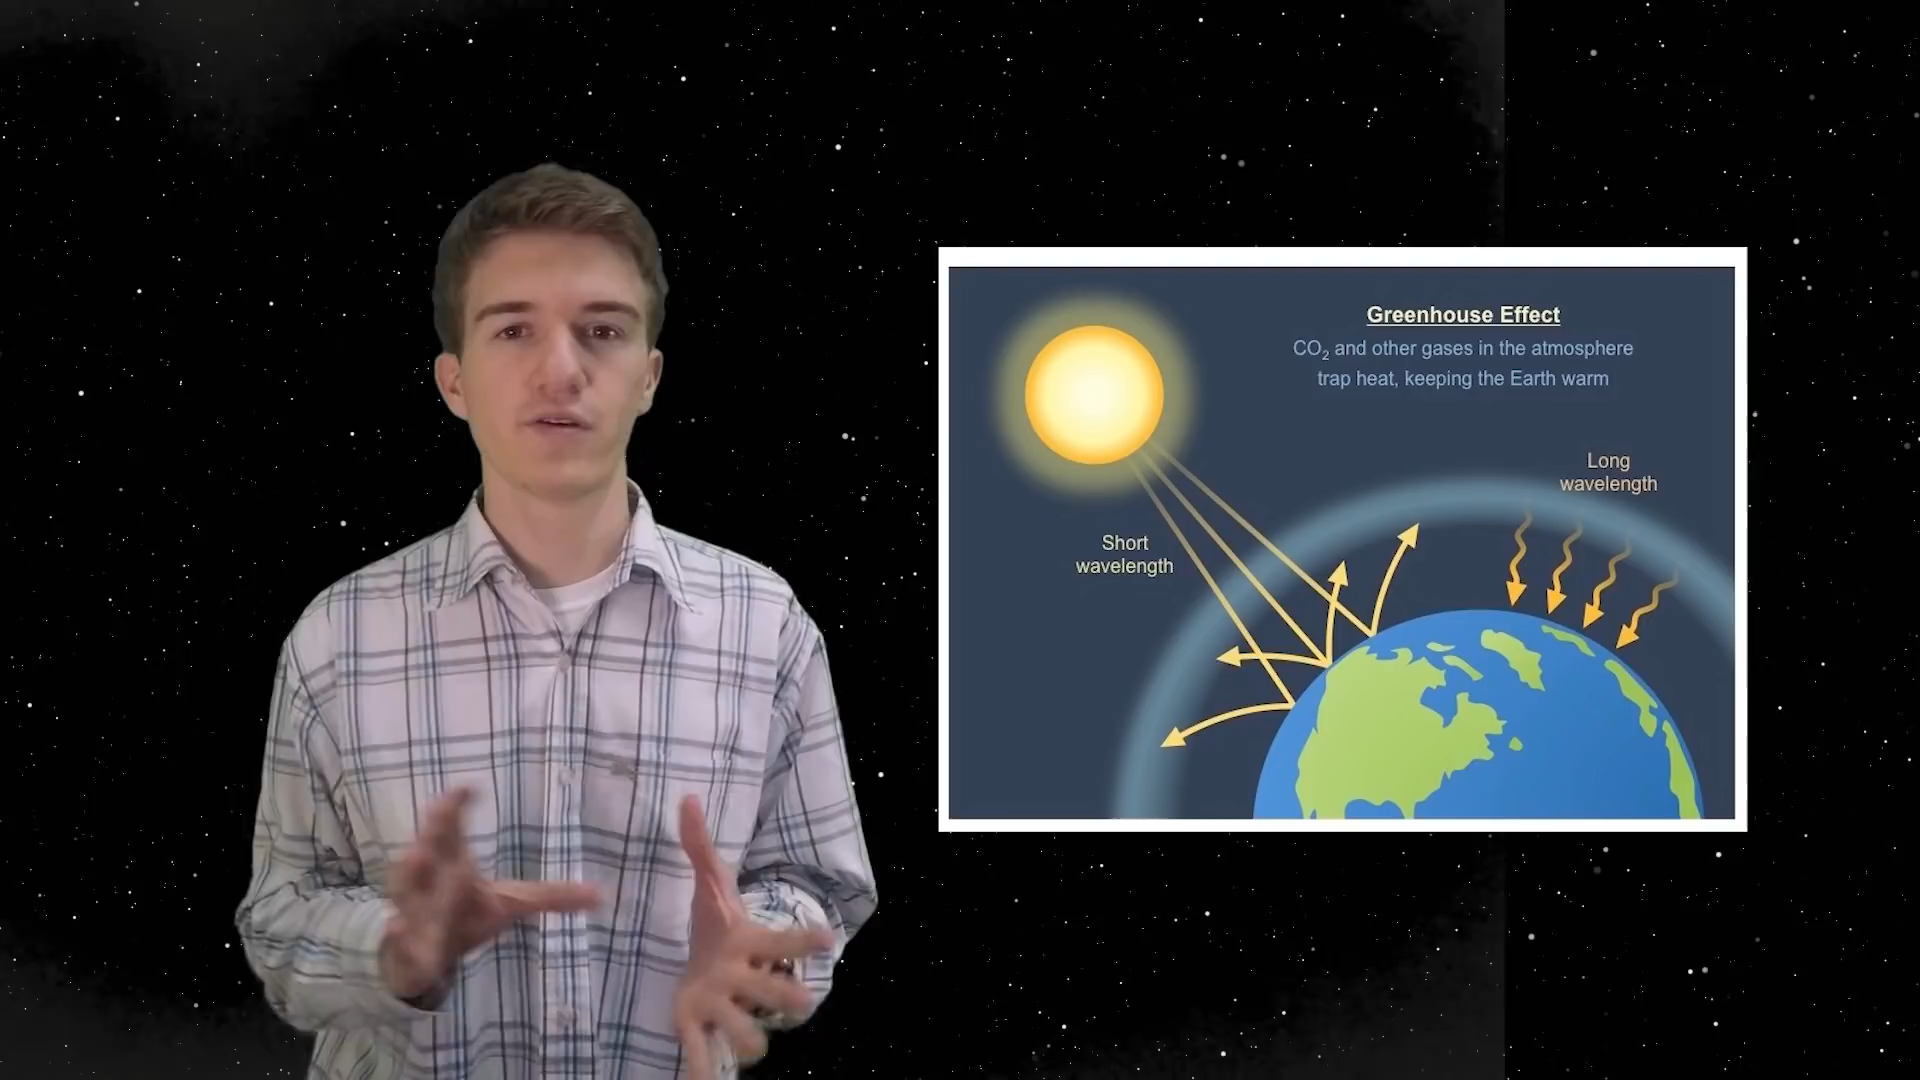 Greenhouse Effect
CO₂ and other gases in the atmosphere
trap heat, keeping the Earth warm
Long
wavelength
Short
wavelength